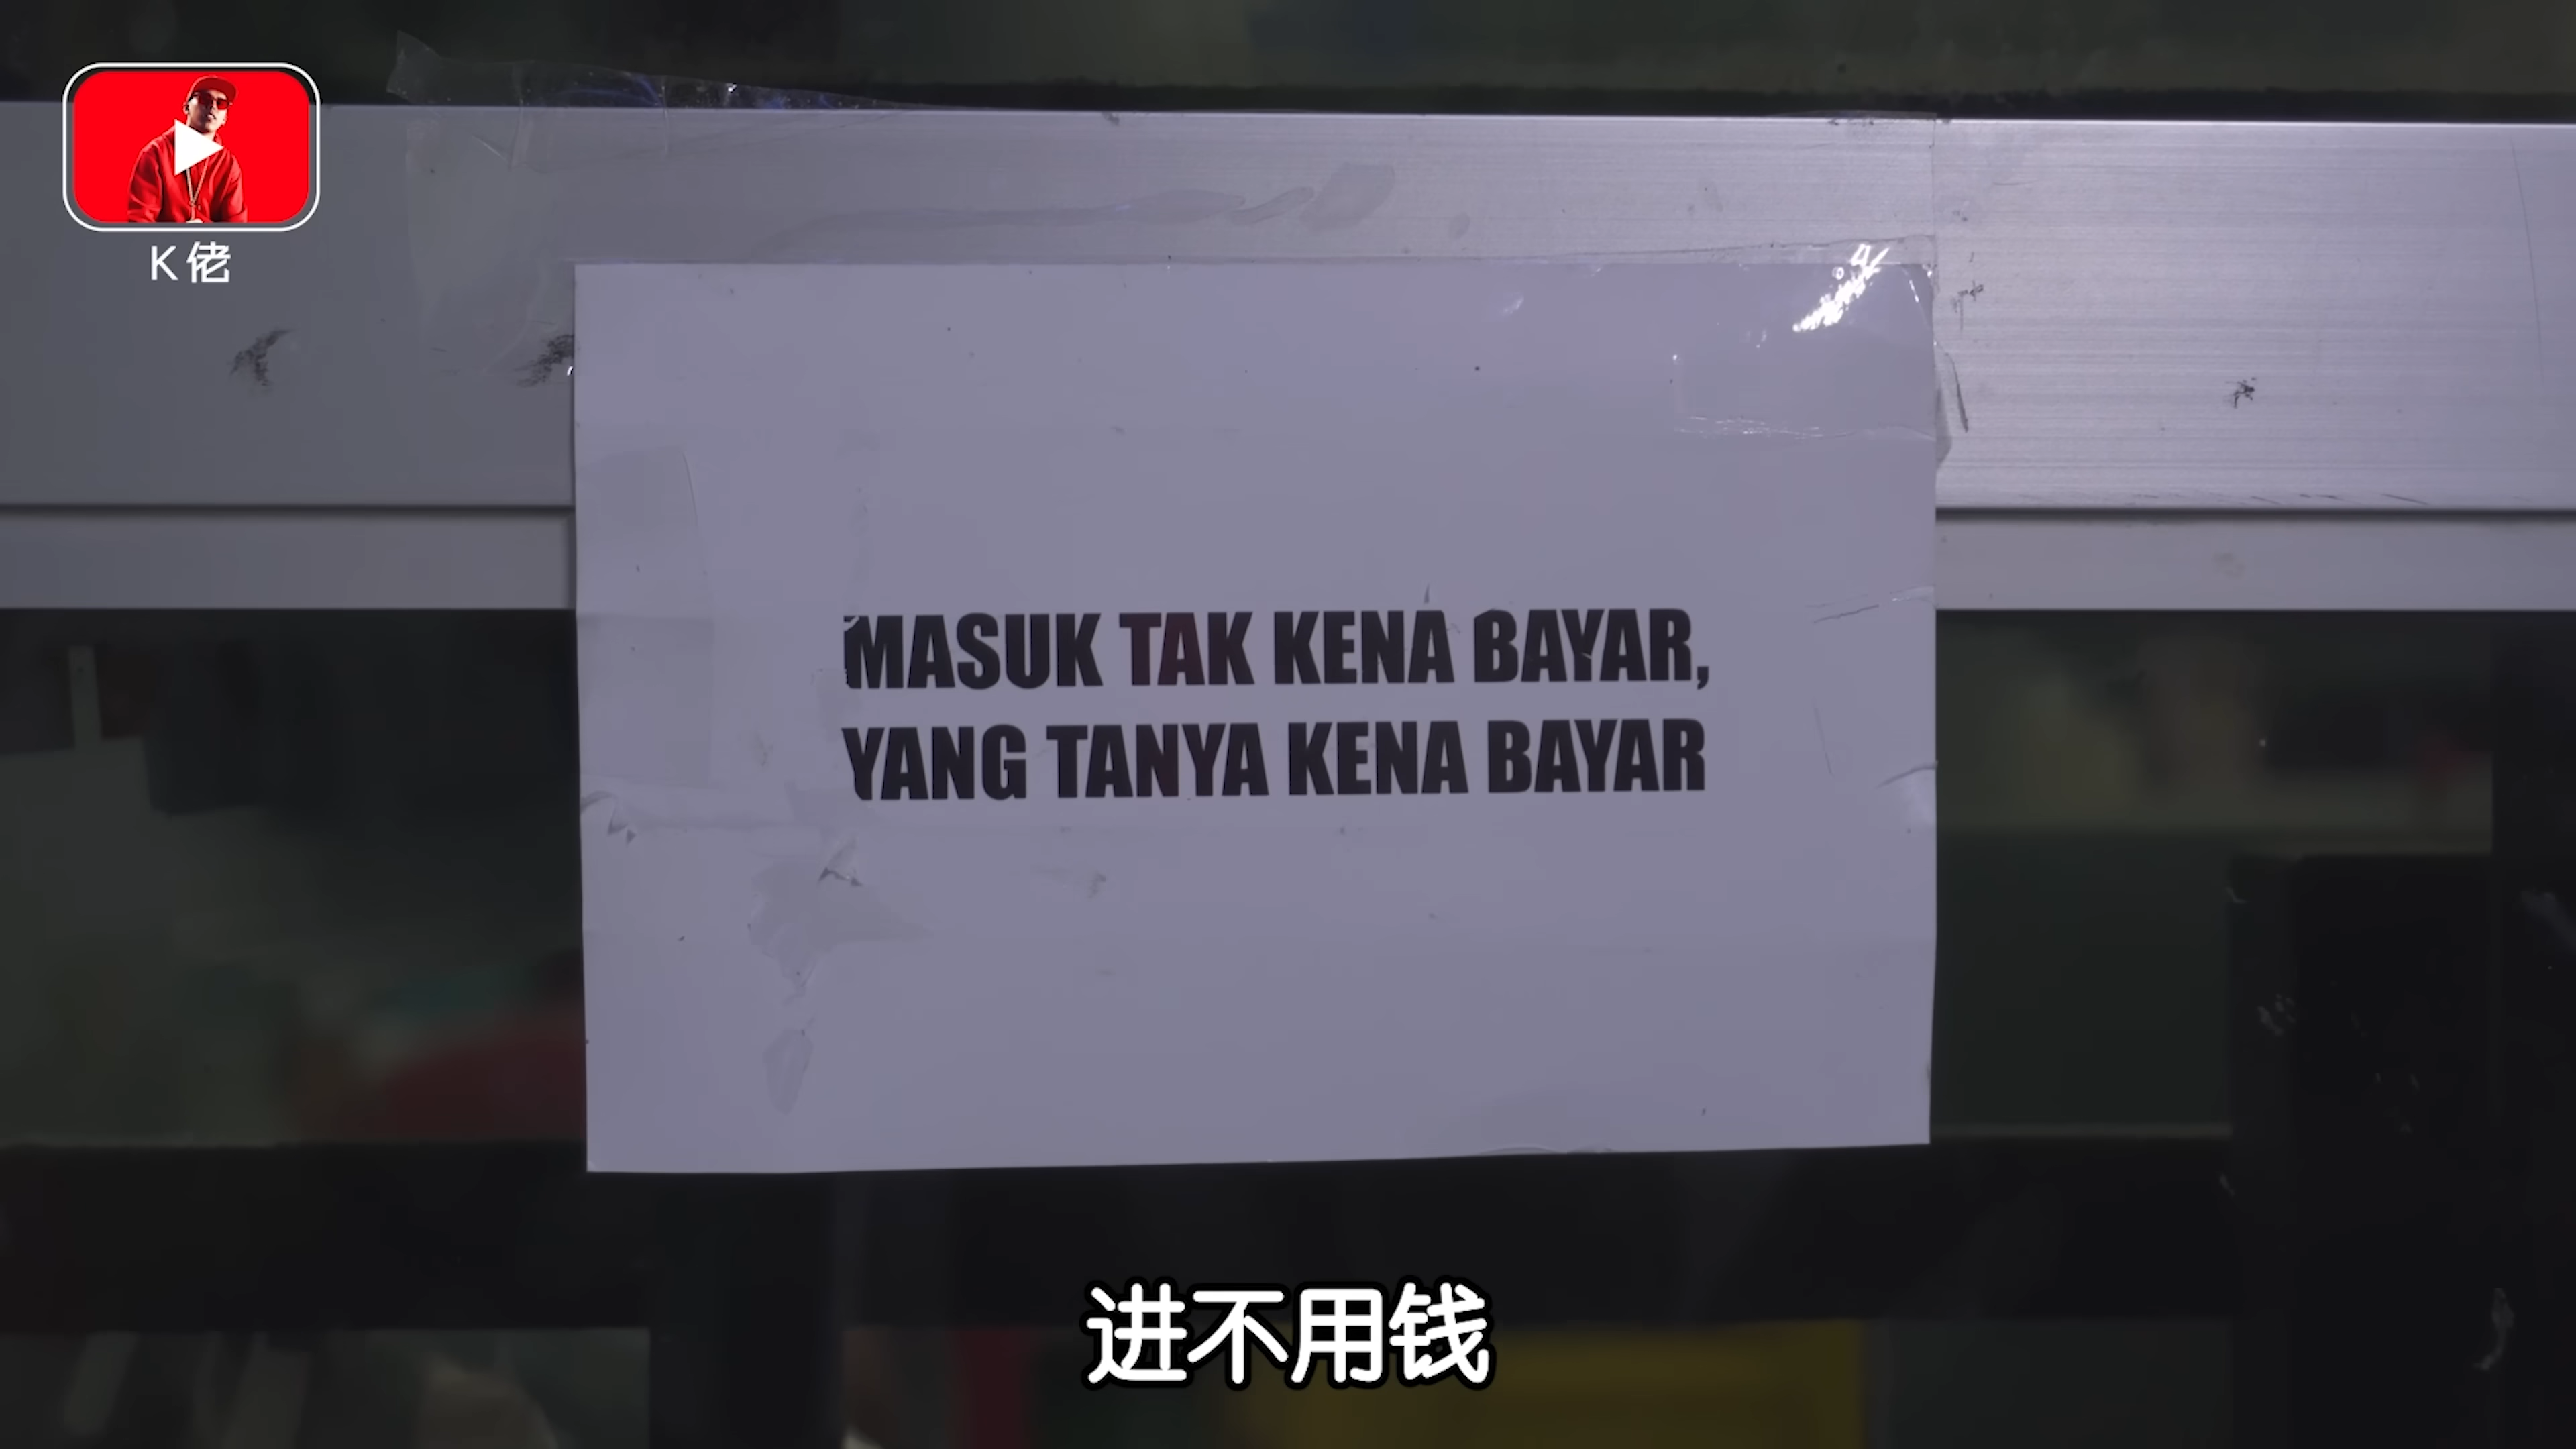 K佬
MASUK TAK KENA BAYAR,
YANG TANYA KENA BAYAR
进不用钱